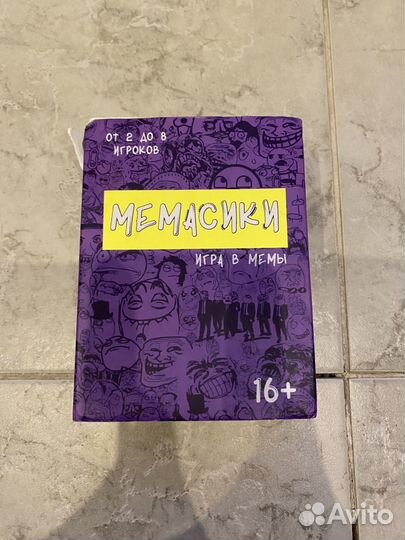 ОТ 2 ДО 8
ИГРОКОВ
МЕМАСИКИ
ИГРА В МЕМЫ
16+
Avito